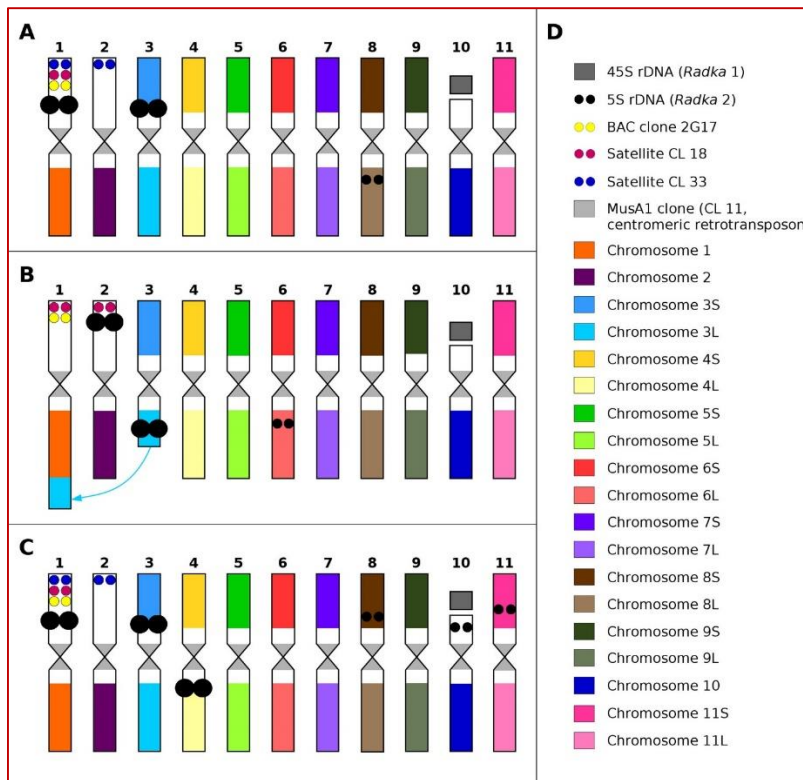 A
1 2 3 4 5 6 7 8 9 10 11
B
1 2 3 4 5 6 7 8 9 10 11
C
1 2 3 4 5 6 7 8 9 10 11
D
45S rDNA (Radka 1)
5S rDNA (Radka 2)
BAC clone 2G17
Satellite CL 18
Satellite CL 33
MusA1 clone (CL 11,
centromeric retrotransposon
Chromosome 1
Chromosome 2
Chromosome 3S
Chromosome 3L
Chromosome 4S
Chromosome 4L
Chromosome 5S
Chromosome 5L
Chromosome 6S
Chromosome 6L
Chromosome 7S
Chromosome 7L
Chromosome 8S
Chromosome 8L
Chromosome 9S
Chromosome 9L
Chromosome 10
Chromosome 11S
Chromosome 11L